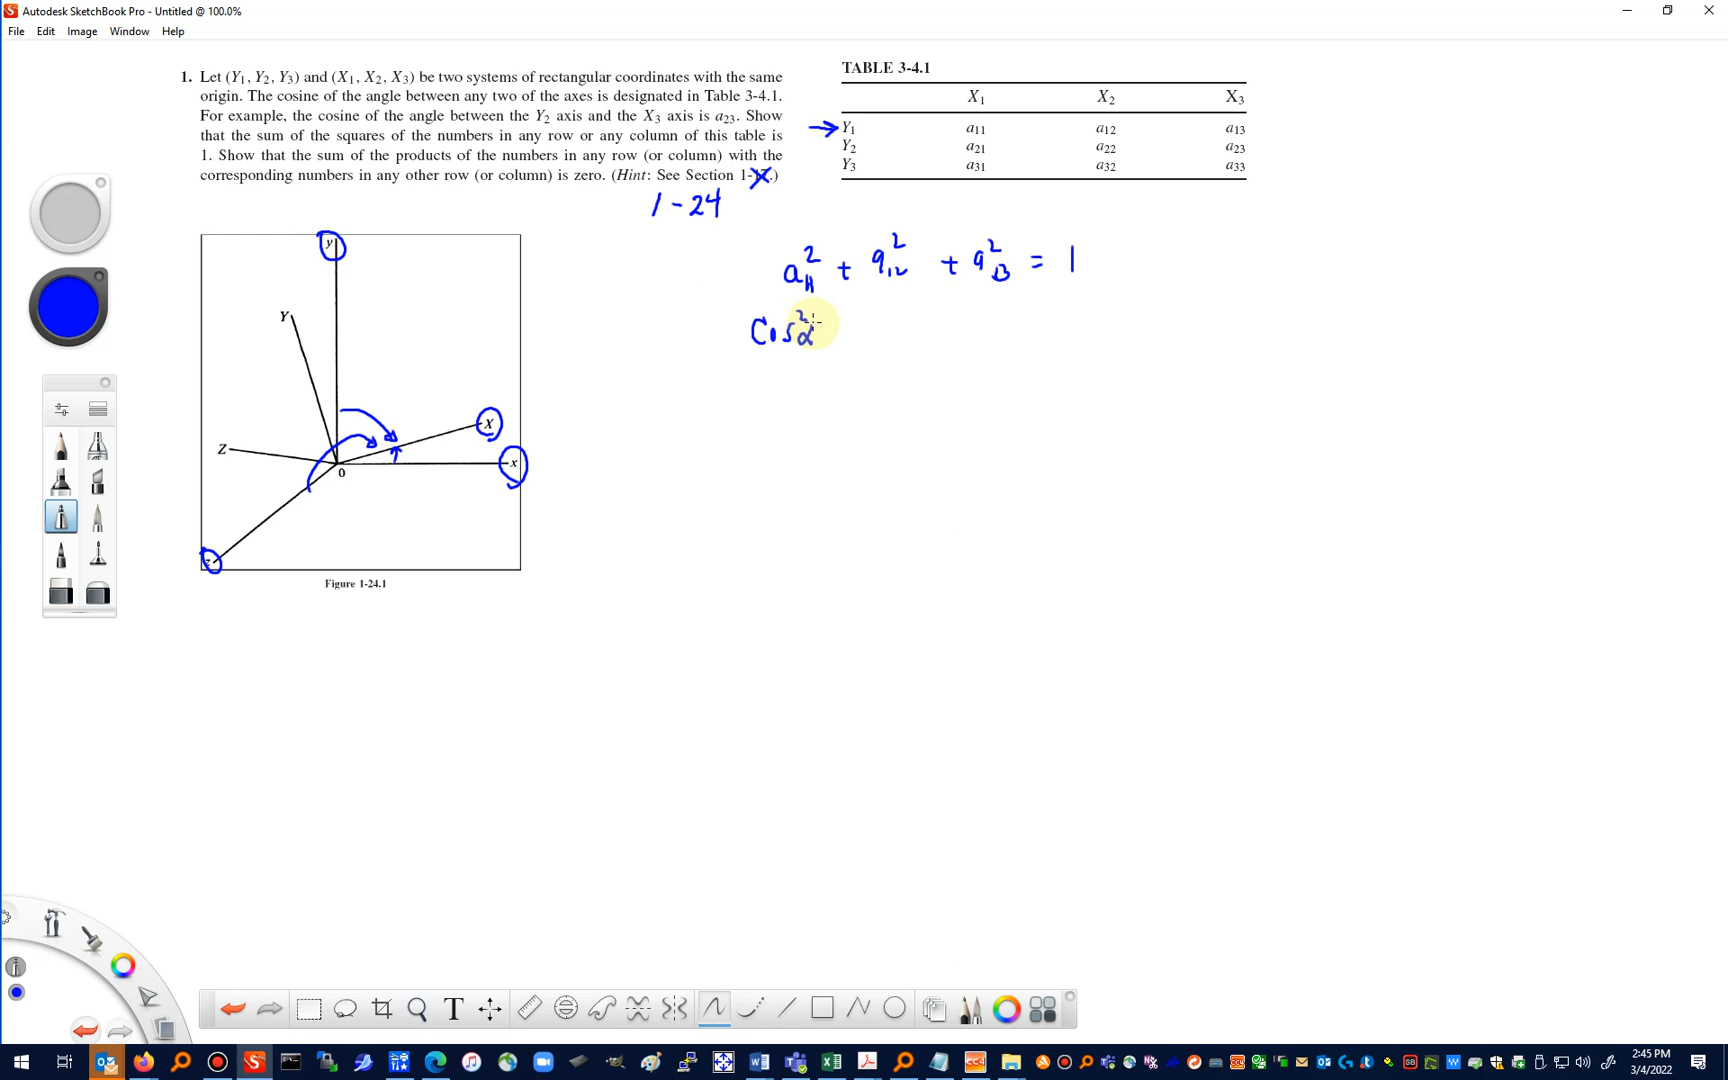 Autodesk SketchBook Pro - Untitled @ 100.0%
File Edit Image Window Help
1. Let (Y1, Y2, Y3) and (X1, X2, X3) be two systems of rectangular coordinates with the same
origin. The cosine of the angle between any two of the axes is designated in Table 3-4.1.
For example, the cosine of the angle between the Y2 axis and the X3 axis is a23. Show
that the sum of the squares of the numbers in any row or any column of this table is
1. Show that the sum of the products of the numbers in any row (or column) with the
corresponding numbers in any other row (or column) is zero. (Hint: See Section 1-
.)
1-24
TABLE 3-4.1
X1 X2 X3
Y1 a11 a12 a13
Y2 a21 a22 a23
Y3 a31 a32 a33
a11² + a12² + a13² = 1
Cos²α
y
Y
X
Z
x
0
Figure 1-24.1
T
2:45 PM
3/4/2022